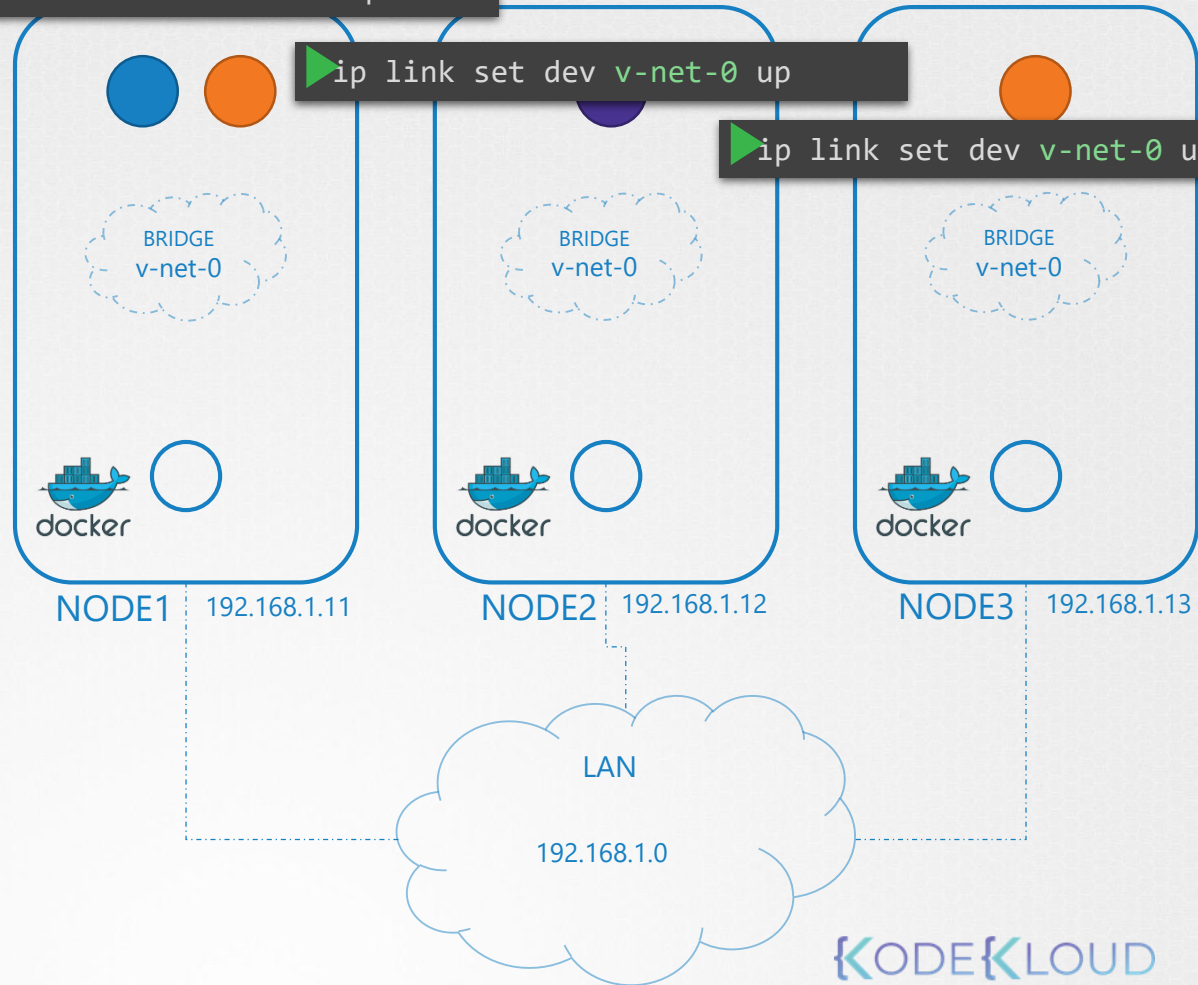 ip link set dev v-net-0 up
ip link set dev v-net-0 u
BRIDGE
v-net-0
BRIDGE
v-net-0
BRIDGE
v-net-0
docker
docker
docker
NODE1 192.168.1.11
NODE2 192.168.1.12
NODE3 192.168.1.13
LAN
192.168.1.0
KODEKLOUD